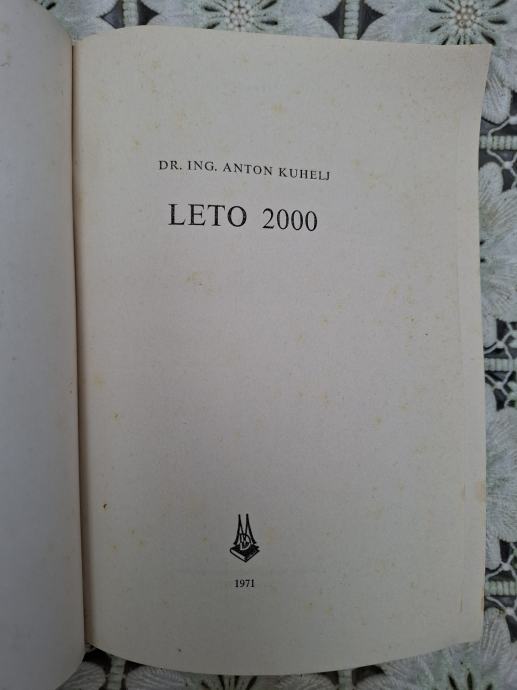 DR. ING. ANTON KUHELJ
LETO 2000
1971